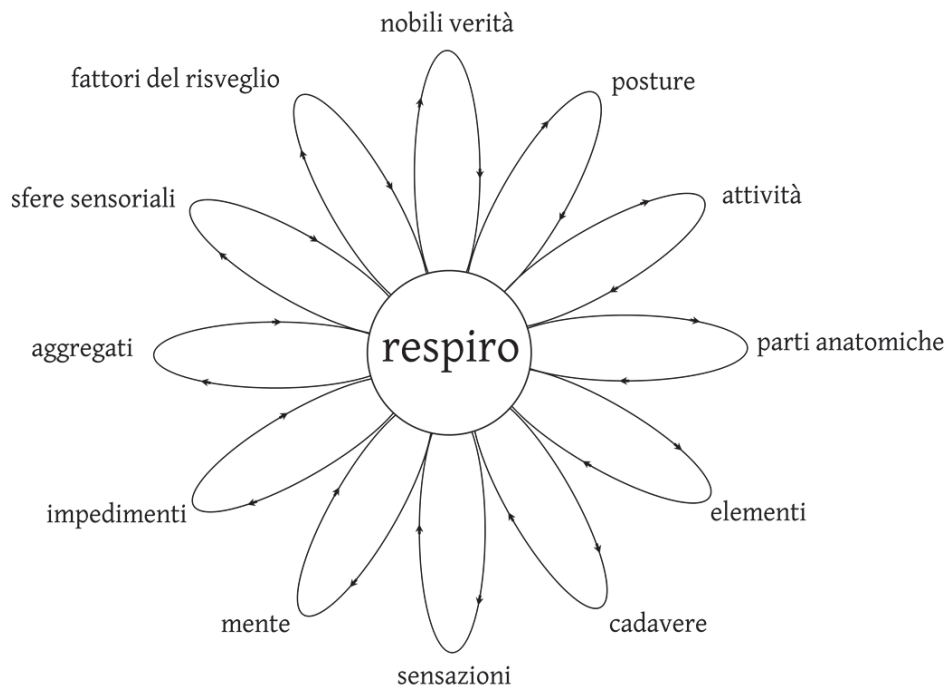 nobili verità
fattori del risveglio
posture
sfere sensoriali
attività
aggregati
respiro
parti anatomiche
impedimenti
elementi
mente
cadavere
sensazioni